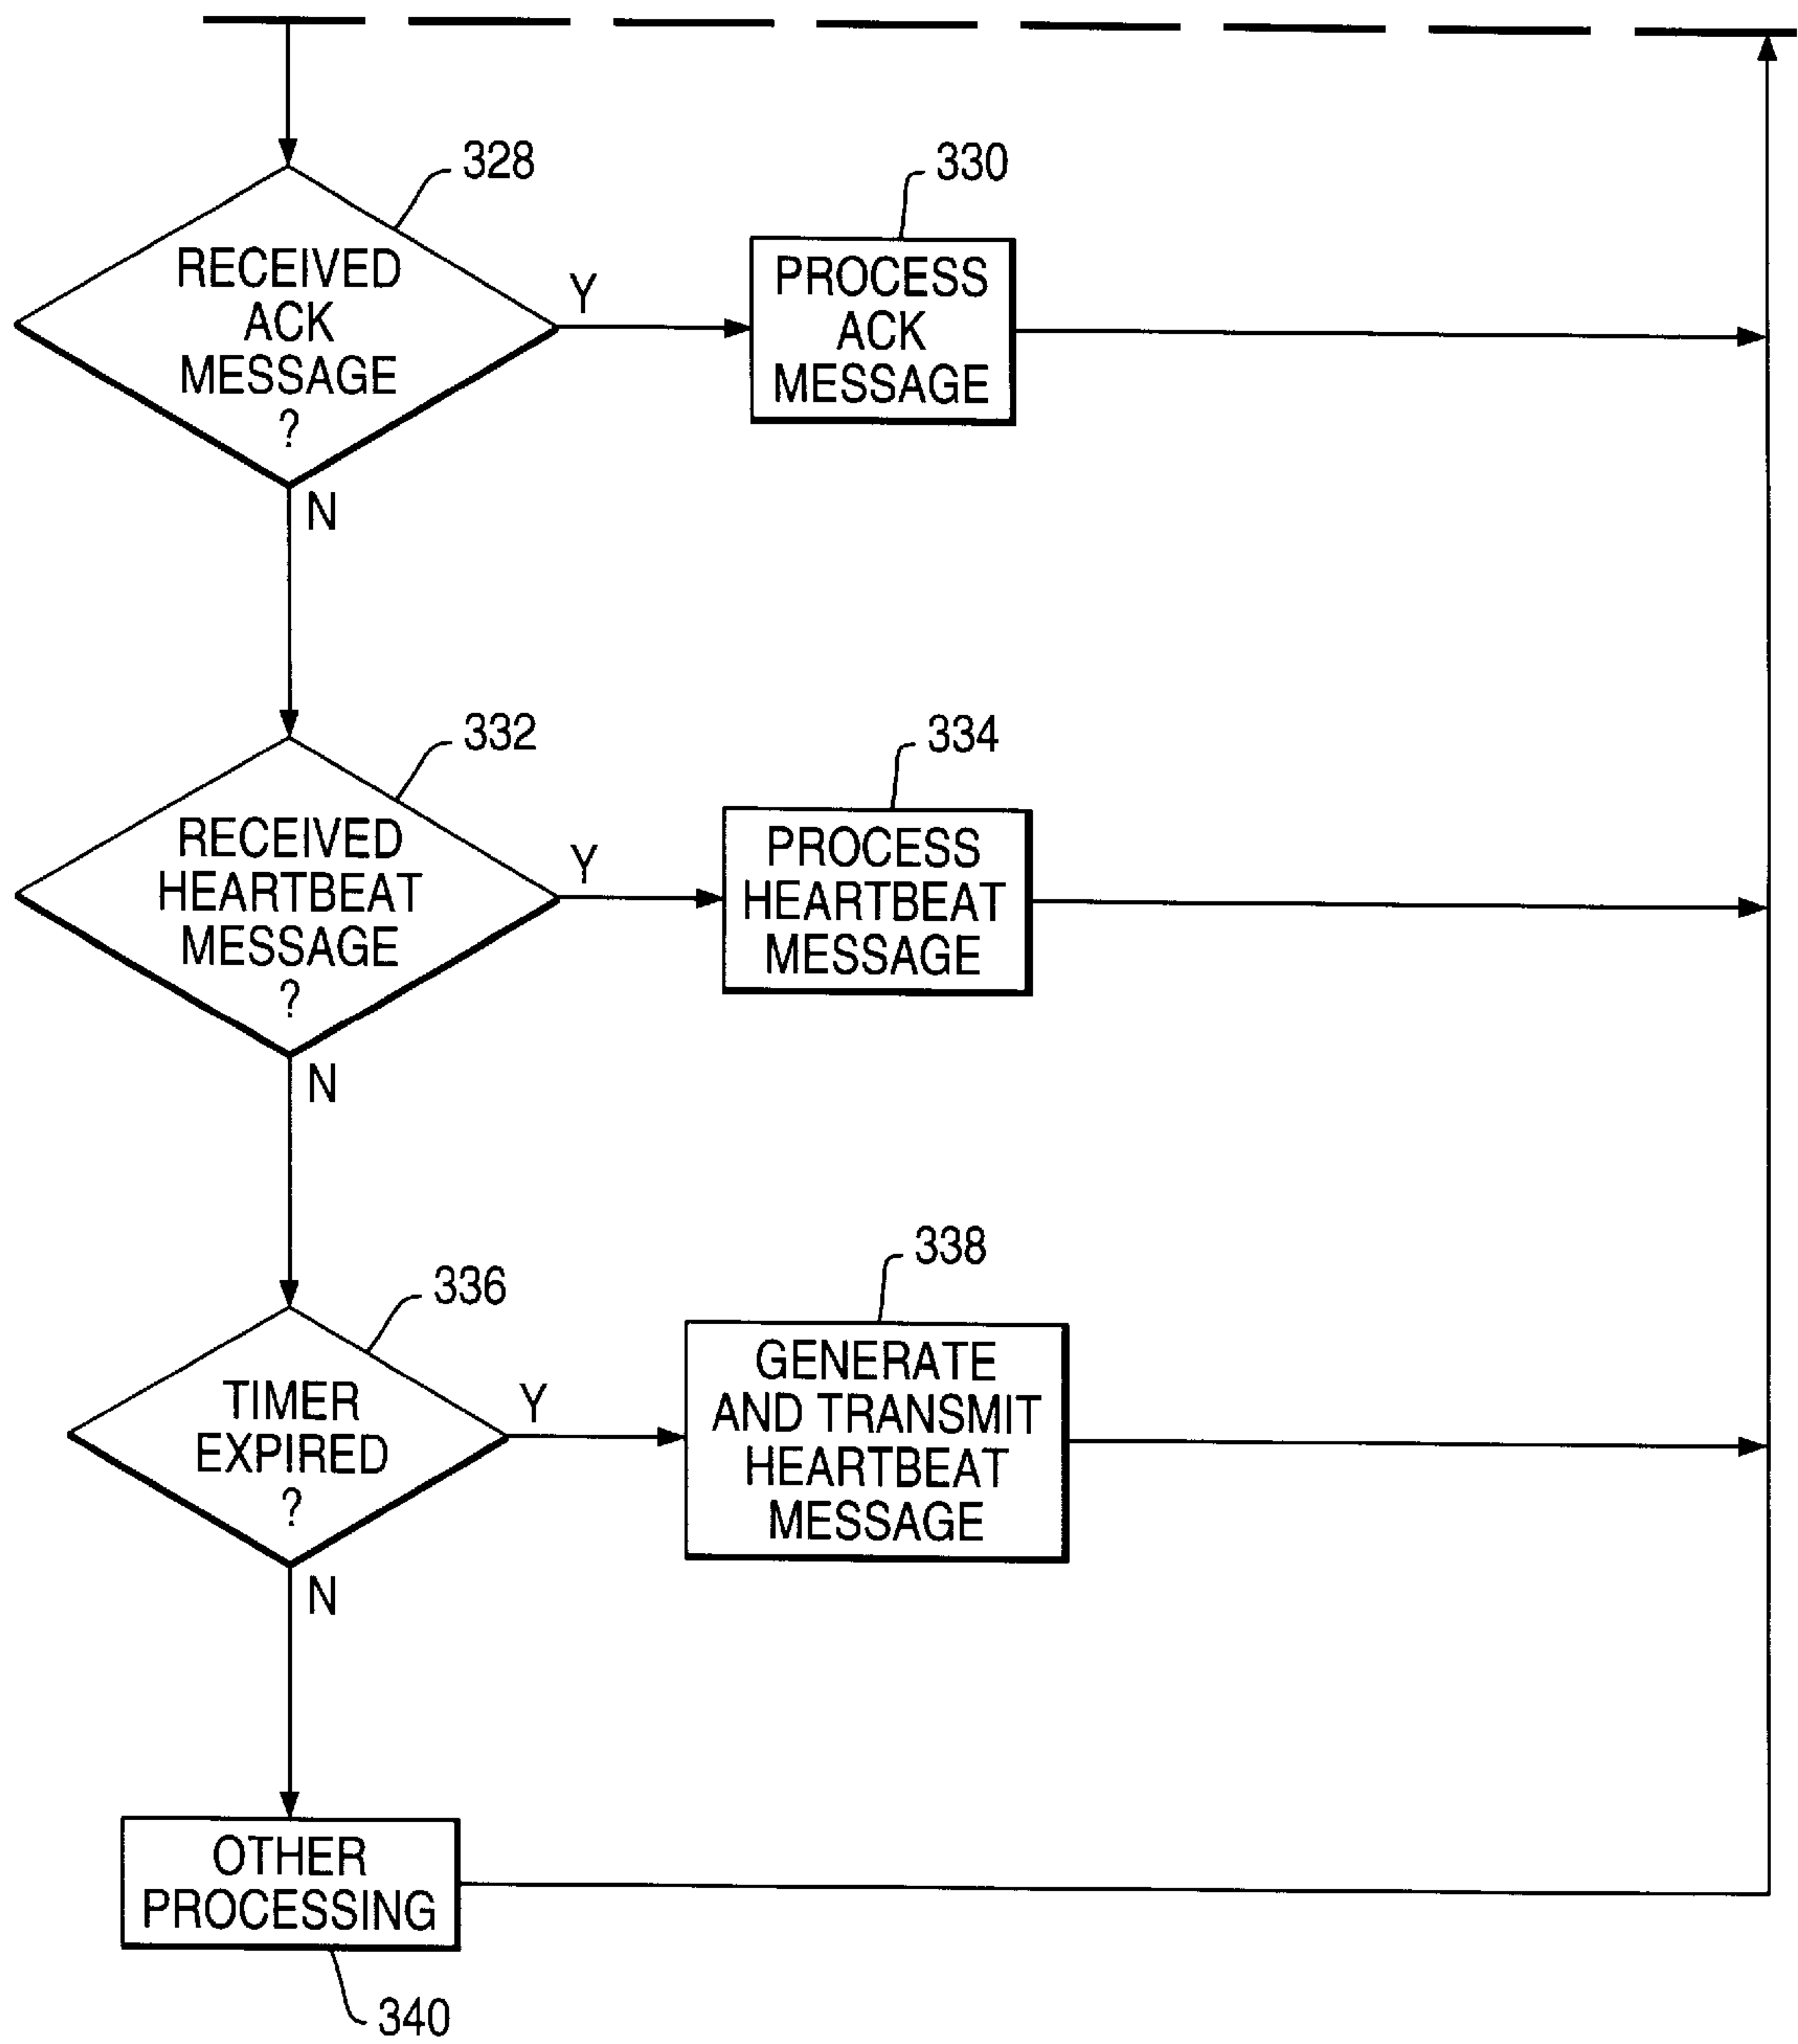 328
RECEIVED
ACK
MESSAGE
?
Y
N
330
PROCESS
ACK
MESSAGE
332
RECEIVED
HEARTBEAT
MESSAGE
?
Y
N
334
PROCESS
HEARTBEAT
MESSAGE
336
TIMER
EXPIRED
?
Y
N
338
GENERATE
AND TRANSMIT
HEARTBEAT
MESSAGE
OTHER
PROCESSING
340